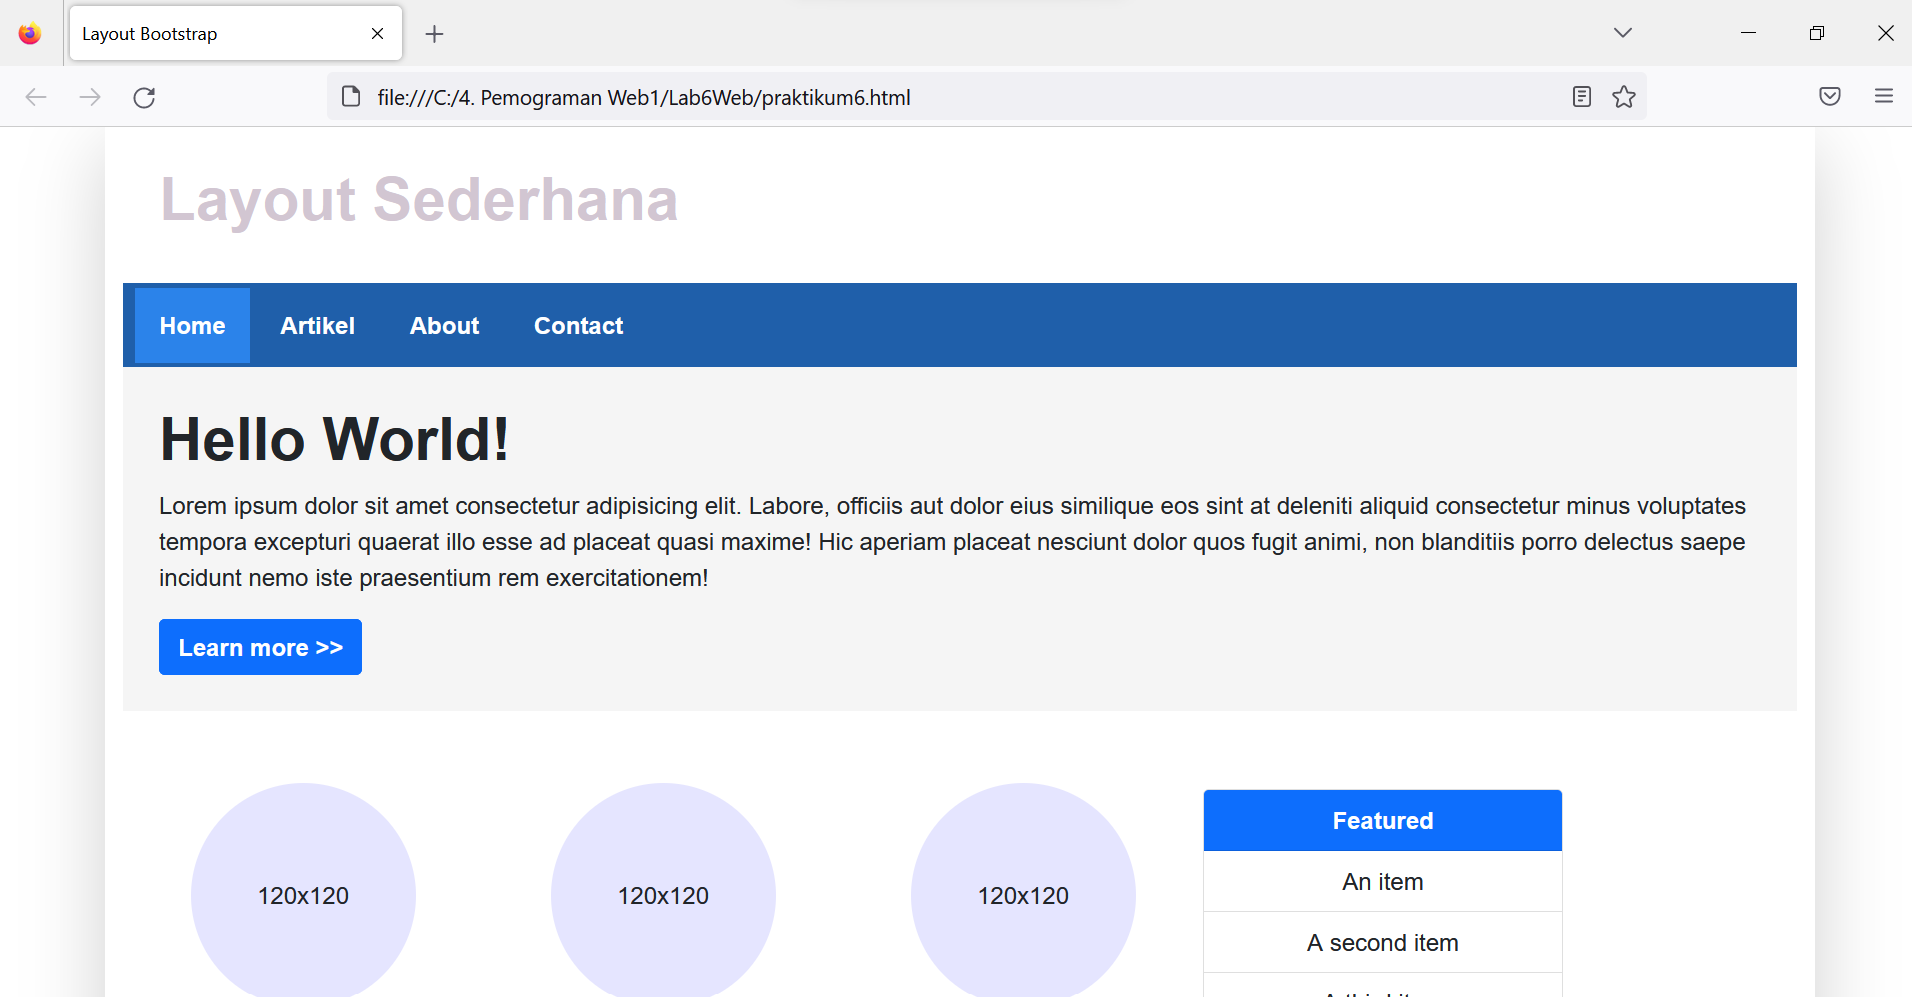 Layout Bootstrap
file:///C:/4. Pemograman Web1/Lab6Web/praktikum6.html
Layout Sederhana
Home Artikel About Contact
Hello World!
Lorem ipsum dolor sit amet consectetur adipisicing elit. Labore, officiis aut dolor eius similique eos sint at deleniti aliquid consectetur minus voluptates
tempora excepturi quaerat illo esse ad placeat quasi maxime! Hic aperiam placeat nesciunt dolor quos fugit animi, non blanditiis porro delectus saepe
incidunt nemo iste praesentium rem exercitationem!
Learn more >>
120x120 120x120 120x120
Featured
An item
A second item